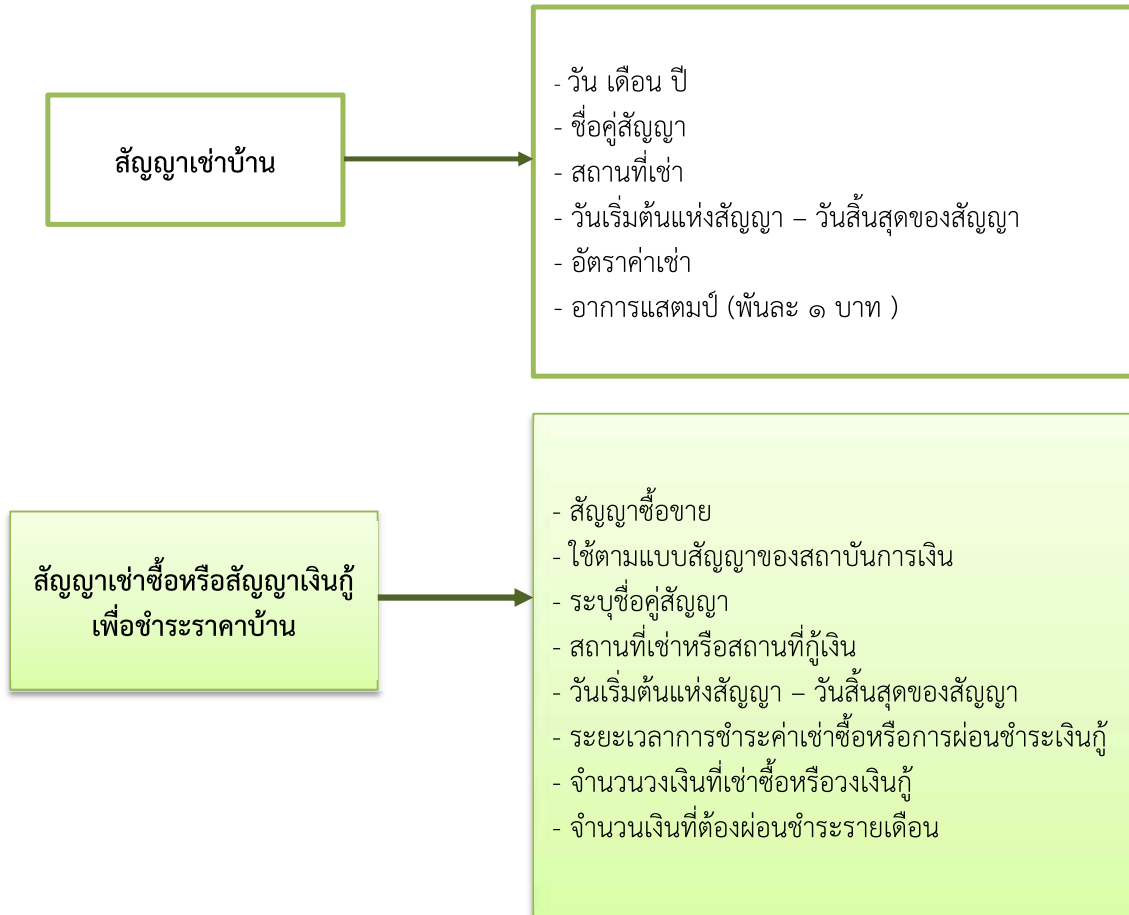 สัญญาเช่าบ้าน
- วัน เดือน ปี
- ชื่อคู่สัญญา
- สถานที่เช่า
- วันเริ่มต้นแห่งสัญญา – วันสิ้นสุดของสัญญา
- อัตราค่าเช่า
- อาการแสตมป์ (พันละ ๑ บาท )
สัญญาเช่าซื้อหรือสัญญาเงินกู้
เพื่อชำระราคาบ้าน
- สัญญาซื้อขาย
- ใช้ตามแบบสัญญาของสถาบันการเงิน
- ระบุชื่อคู่สัญญา
- สถานที่เช่าหรือสถานที่กู้เงิน
- วันเริ่มต้นแห่งสัญญา – วันสิ้นสุดของสัญญา
- ระยะเวลาการชำระค่าเช่าซื้อหรือการผ่อนชำระเงินกู้
- จำนวนวงเงินที่เช่าซื้อหรือวงเงินกู้
- จำนวนเงินที่ต้องผ่อนชำระรายเดือน